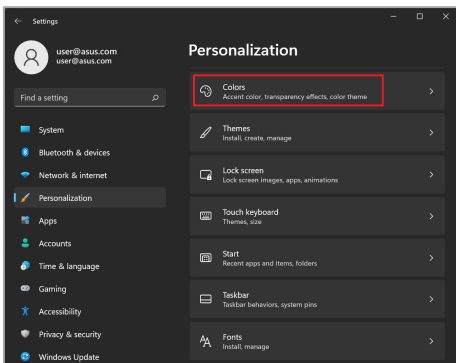 Settings
user@asus.com
user@asus.com
Find a setting
System
Bluetooth & devices
Network & internet
Personalization
Apps
Accounts
Time & language
Gaming
Accessibility
Privacy & security
Windows Update
Personalization
Colors
Accent color, transparency effects, color theme
Themes
Install, create, manage
Lock screen
Lock screen images, apps, animations
Touch keyboard
Themes, size
Start
Recent apps and items, folders
Taskbar
Taskbar behaviors, system pins
Fonts
Install, manage